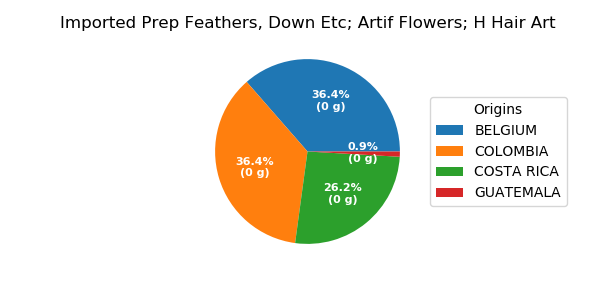 Imported Prep Feathers, Down Etc; Artif Flowers; H Hair Art
36.4%
(0 g)
0.9%
(0 g)
36.4%
(0 g)
26.2%
(0 g)
Origins
BELGIUM
COLOMBIA
COSTA RICA
GUATEMALA